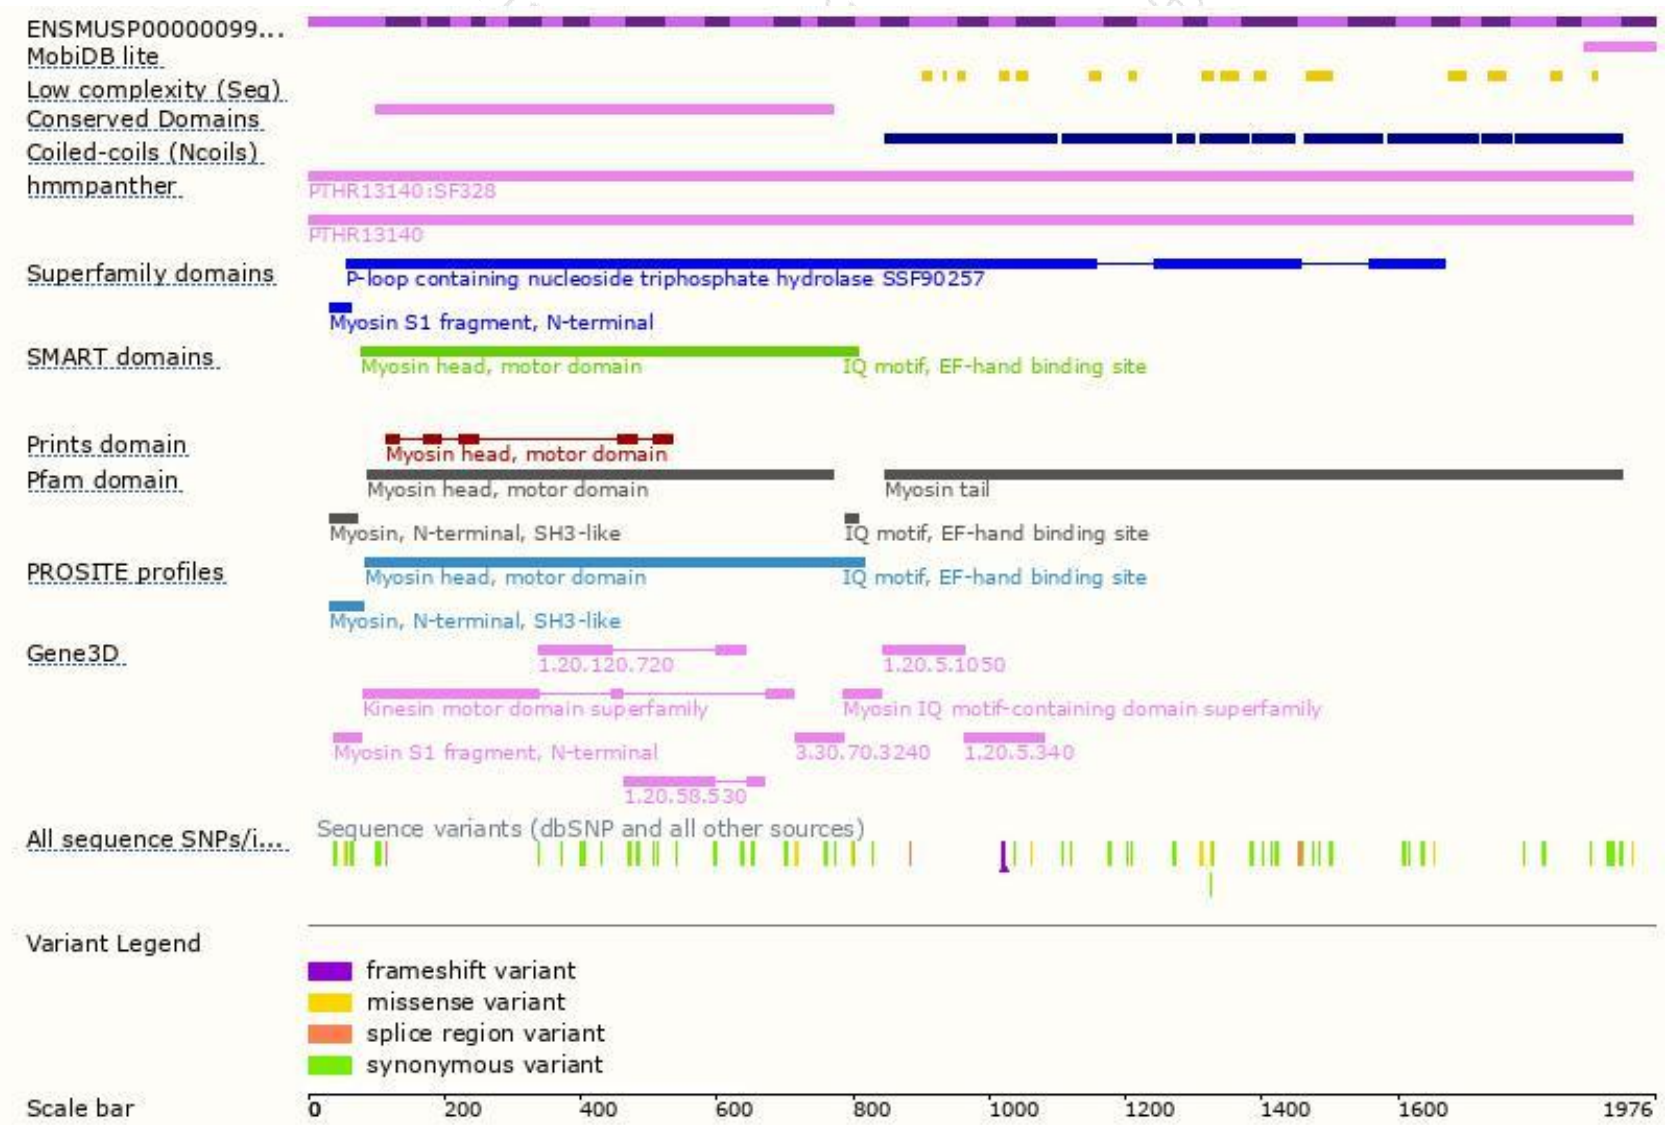 ENSMUSP00000099...
MobiDB lite
Low complexity (Seg)
Conserved Domains
Coiled-coils (Ncoils)
hmmpanther
PTHR13140:SF328
PTHR13140
Superfamily domains
P-loop containing nucleoside triphosphate hydrolase SSF90257
Myosin S1 fragment, N-terminal
SMART domains
Myosin head, motor domain IQ motif, EF-hand binding site
Prints domain
Myosin head, motor domain
Pfam domain
Myosin head, motor domain Myosin tail
Myosin, N-terminal, SH3-like IQ motif, EF-hand binding site
PROSITE profiles
Myosin head, motor domain IQ motif, EF-hand binding site
Myosin, N-terminal, SH3-like
Gene3D
1.20.120.720 1.20.5.1050
Kinesin motor domain superfamily Myosin IQ motif-containing domain superfamily
Myosin S1 fragment, N-terminal 3.30.70.3240 1.20.5.340
1.20.58.530
All sequence SNPs/i... Sequence variants (dbSNP and all other sources)
Variant Legend
frameshift variant
missense variant
splice region variant
synonymous variant
Scale bar 0 200 400 600 800 1000 1200 1400 1600 1976